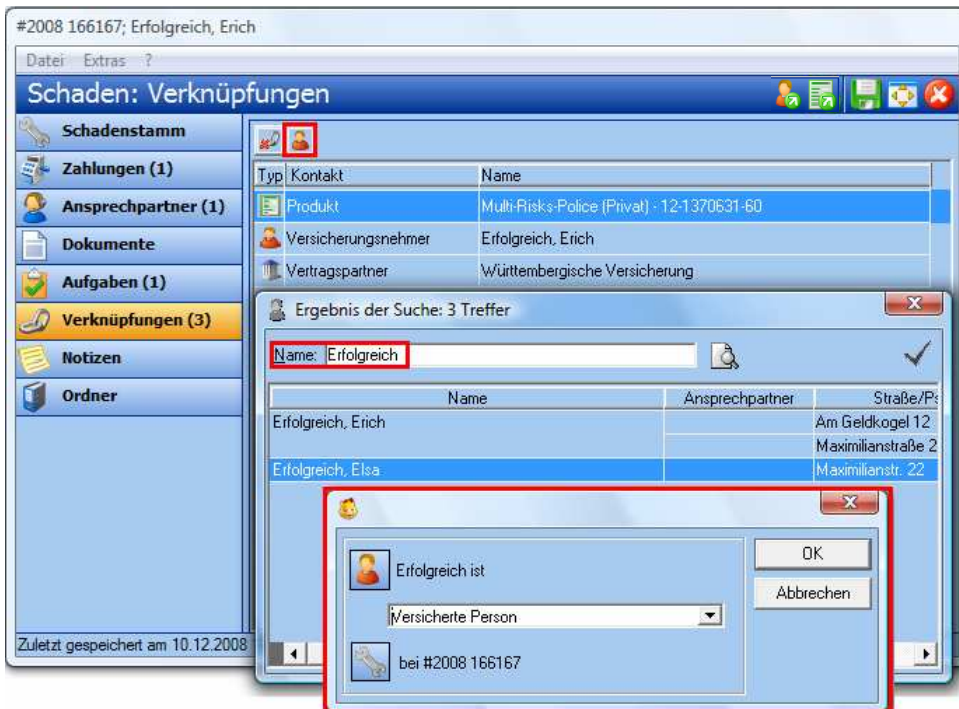 #2008 166167; Erfolgreich, Erich
Datei Extras ?
Schaden: Verknüpfungen
Schadenstamm
Zahlungen (1)
Ansprechpartner (1)
Dokumente
Aufgaben (1)
Verknüpfungen (3)
Notizen
Ordner
Typ Kontakt Name
Produkt Multi-Risks-Police (Privat) - 12-1370631-60
Versicherungsnehmer Erfolgreich, Erich
Vertragspartner Württembergische Versicherung
Ergebnis der Suche: 3 Treffer
Name: Erfolgreich
Name Ansprechpartner Straße/Ps
Erfolgreich, Erich Am Geldkogel 12
Maximilianstraße 2
Erfolgreich, Elsa Maximilianstr. 22
Erfolgreich ist
Versicherte Person
bei #2008 166167
OK
Abbrechen
Zuletzt gespeichert am 10.12.2008